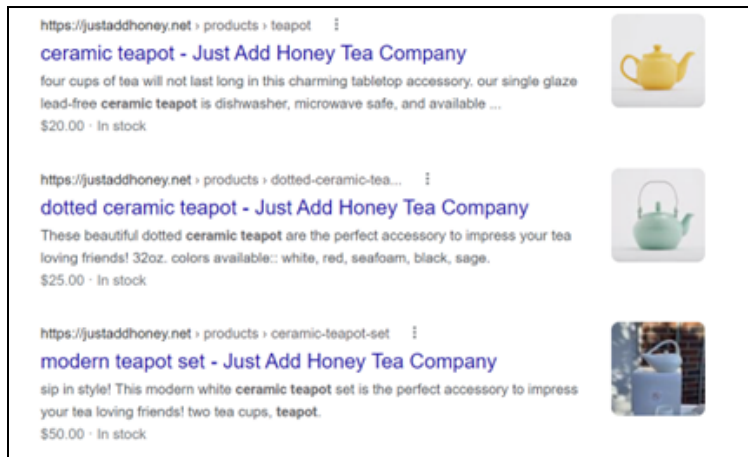 https://justaddhoney.net › products › teapot
ceramic teapot - Just Add Honey Tea Company
four cups of tea will not last long in this charming tabletop accessory. our single glaze
lead-free ceramic teapot is dishwasher, microwave safe, and available ...
$20.00 · In stock
https://justaddhoney.net › products › dotted-ceramic-tea...
dotted ceramic teapot - Just Add Honey Tea Company
These beautiful dotted ceramic teapot are the perfect accessory to impress your tea
loving friends! 32oz. colors available:: white, red, seafoam, black, sage.
$25.00 · In stock
https://justaddhoney.net › products › ceramic-teapot-set
modern teapot set - Just Add Honey Tea Company
sip in style! This modern white ceramic teapot set is the perfect accessory to impress
your tea loving friends! two tea cups, teapot.
$50.00 · In stock